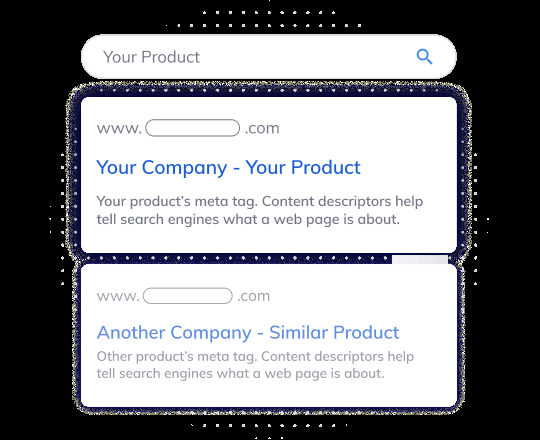 Your Product
www. .com
Your Company - Your Product
Your product's meta tag. Content descriptors help
tell search engines what a web page is about.
www. .com
Another Company - Similar Product
Other product's meta tag. Content descriptors help
tell search engines what a web page is about.